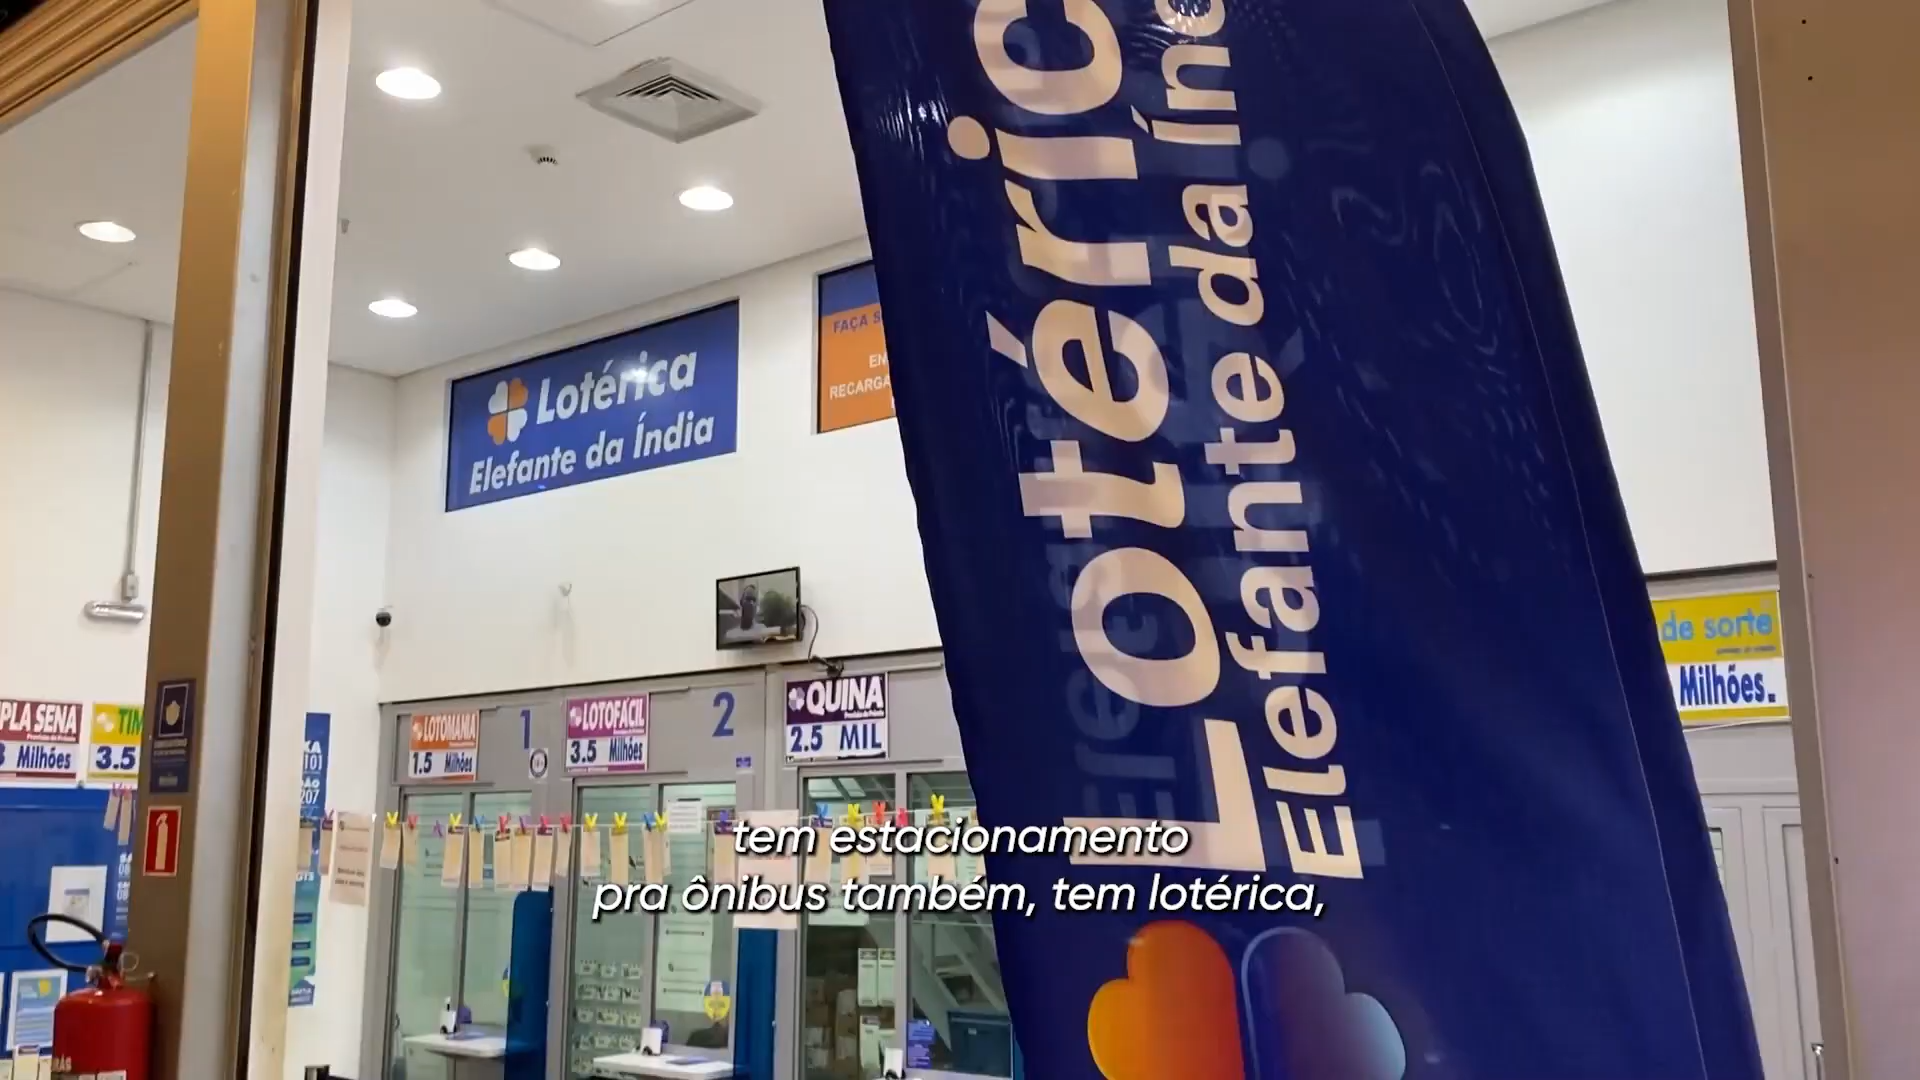 Lotérica
Elefante da Índia
FAÇA S
EN
RECARGA
Lotéric
Elefante da Índ
de sorte
Milhões.
PLA SENA
Milhões
TIM
3.5
LOTOMANIA
1.5 Milhões
1
LOTOFÁCIL
3.5 Milhões
2
QUINA
2.5 MIL
tem estacionamento
pra ônibus também, tem lotérica,